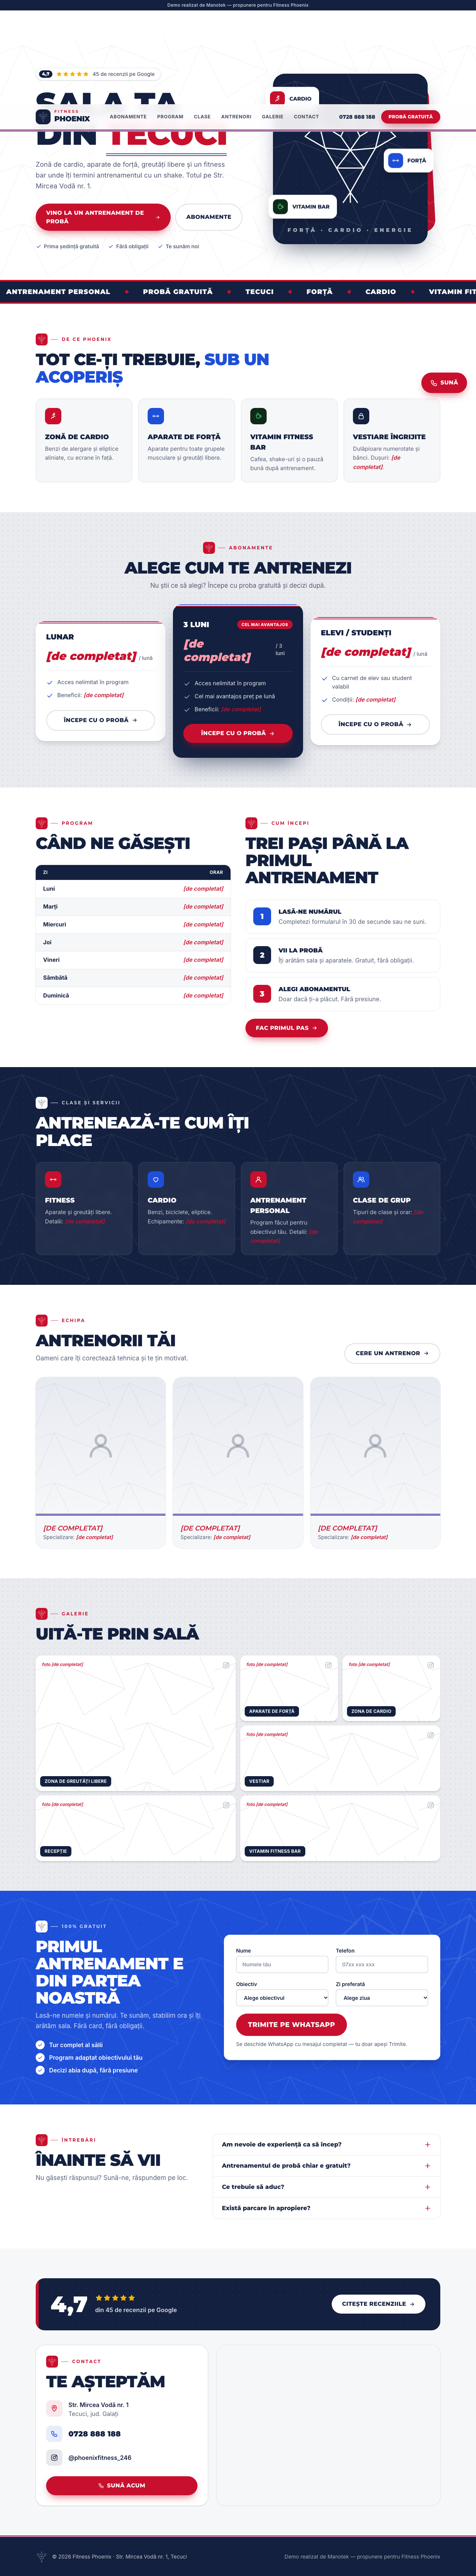 Demo realizat de Manotek — propunere pentru Fitness Phoenix
4,7 ★★★★★ 45 de recenzii pe Google
SALA TA
FITNESS
PHOENIX
ABONAMENTE PROGRAM CLASE ANTRENORI GALERIE CONTACT
0728 888 188
PROBĂ GRATUITĂ
DIN TECUCI
Zonă de cardio, aparate de forță, greutăți libere și un fitness
bar unde îți termini antrenamentul cu un shake. Totul pe Str.
Mircea Vodă nr. 1.
VINO LA UN ANTRENAMENT DE
PROBĂ →
ABONAMENTE
Prima ședință gratuită
Fără obligații
Te sunăm noi
CARDIO
FORȚĂ
VITAMIN BAR
FORȚĂ · CARDIO · ENERGIE
ANTRENAMENT PERSONAL PROBĂ GRATUITĂ TECUCI FORȚĂ CARDIO VITAMIN FIT
DE CE PHOENIX
TOT CE-ȚI TREBUIE, SUB UN
ACOPERIȘ
SUNĂ
ZONĂ DE CARDIO
Benzi de alergare și eliptice
aliniate, cu ecrane în față.
APARATE DE FORȚĂ
Aparate pentru toate grupele
musculare și greutăți libere.
VITAMIN FITNESS
BAR
Cafea, shake-uri și o pauză
bună după antrenament.
VESTIARE ÎNGRIJITE
Dulăpioare numerotate și
bănci. Dușuri: [de
completat].
ABONAMENTE
ALEGE CUM TE ANTRENEZI
Nu știi ce să alegi? Începe cu proba gratuită și decizi după.
LUNAR
[de completat] / lună
Acces nelimitat în program
Beneficii: [de completat]
ÎNCEPE CU O PROBĂ →
3 LUNI
CEL MAI AVANTAJOS
[de
completat]
/ 3
luni
Acces nelimitat în program
Cel mai avantajos preț pe lună
Beneficii: [de completat]
ÎNCEPE CU O PROBĂ →
ELEVI / STUDENȚI
[de completat] / lună
Cu carnet de elev sau student
valabil
Condiții: [de completat]
ÎNCEPE CU O PROBĂ →
PROGRAM
CÂND NE GĂSEȘTI
ZI ORAR
Luni [de completat]
Marți [de completat]
Miercuri [de completat]
Joi [de completat]
Vineri [de completat]
Sâmbătă [de completat]
Duminică [de completat]
CUM ÎNCEPI
TREI PAȘI PÂNĂ LA
PRIMUL
ANTRENAMENT
1
LASĂ-NE NUMĂRUL
Completezi formularul în 30 de secunde sau ne suni.
2
VII LA PROBĂ
Îți arătăm sala și aparatele. Gratuit, fără obligații.
3
ALEGI ABONAMENTUL
Doar dacă ți-a plăcut. Fără presiune.
FAC PRIMUL PAS →
CLASE ȘI SERVICII
ANTRENEAZĂ-TE CUM ÎȚI
PLACE
FITNESS
Aparate și greutăți libere.
Detalii: [de completat]
CARDIO
Benzi, biciclete, eliptice.
Echipamente: [de completat]
ANTRENAMENT
PERSONAL
Program făcut pentru
obiectivul tău. Detalii: [de
completat]
CLASE DE GRUP
Tipuri de clase și orar: [de
completat]
ECHIPA
ANTRENORII TĂI
Oameni care îți corectează tehnica și te țin motivat.
CERE UN ANTRENOR →
[DE COMPLETAT]
Specializare: [de completat]
[DE COMPLETAT]
Specializare: [de completat]
[DE COMPLETAT]
Specializare: [de completat]
GALERIE
UITĂ-TE PRIN SALĂ
foto [de completat]
ZONA DE GREUTĂȚI LIBERE
foto [de completat]
APARATE DE FORȚĂ
foto [de completat]
ZONA DE CARDIO
foto [de completat]
VESTIAR
foto [de completat]
RECEPȚIE
foto [de completat]
VITAMIN FITNESS BAR
100% GRATUIT
PRIMUL
ANTRENAMENT E
DIN PARTEA
NOASTRĂ
Lasă-ne numele și numărul. Te sunăm, stabilim ora și îți
arătăm sala. Fără card, fără obligații.
Tur complet al sălii
Program adaptat obiectivului tău
Decizi abia după, fără presiune
Nume Telefon
Numele tău 07xx xxx xxx
Obiectiv Zi preferată
Alege obiectivul Alege ziua
TRIMITE PE WHATSAPP
Se deschide WhatsApp cu mesajul completat — tu doar apeși Trimite.
ÎNTREBĂRI
ÎNAINTE SĂ VII
Nu găsești răspunsul? Sună-ne, răspundem pe loc.
Am nevoie de experiență ca să încep? +
Antrenamentul de probă chiar e gratuit? +
Ce trebuie să aduc? +
Există parcare în apropiere? +
4,7 ★★★★★
din 45 de recenzii pe Google
CITEȘTE RECENZIILE →
CONTACT
TE AȘTEPTĂM
Str. Mircea Vodă nr. 1
Tecuci, jud. Galați
0728 888 188
@phoenixfitness_246
SUNĂ ACUM
© 2026 Fitness Phoenix · Str. Mircea Vodă nr. 1, Tecuci
Demo realizat de Manotek — propunere pentru Fitness Phoenix